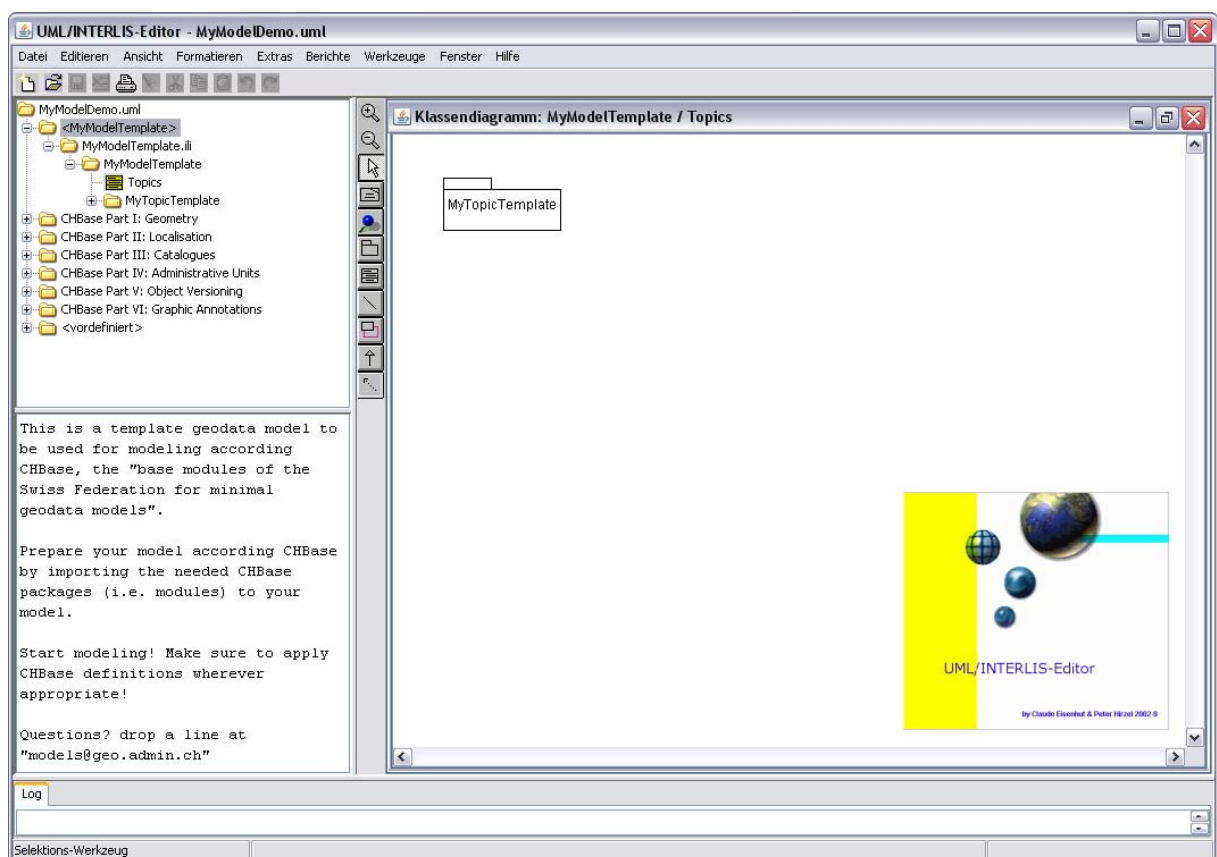 UML/INTERLIS-Editor - MyModelDemo.uml
Datei Editieren Ansicht Formatieren Extras Berichte Werkzeuge Fenster Hilfe
MyModelDemo.uml
<MyModelTemplate>
MyModelTemplate.ili
MyModelTemplate
Topics
MyTopicTemplate
CHBase Part I: Geometry
CHBase Part II: Localisation
CHBase Part III: Catalogues
CHBase Part IV: Administrative Units
CHBase Part V: Object Versioning
CHBase Part VI: Graphic Annotations
<vordefiniert>
This is a template geodata model to
be used for modeling according
CHBase, the "base modules of the
Swiss Federation for minimal
geodata models".
Prepare your model according CHBase
by importing the needed CHBase
packages (i.e. modules) to your
model.
Start modeling! Make sure to apply
CHBase definitions wherever
appropriate!
Questions? drop a line at
"models@geo.admin.ch"
Klassendiagramm: MyModelTemplate / Topics
MyTopicTemplate
UML/INTERLIS-Editor
by Claude Eisenhut & Peter Hirzel 2002-8
Log
Selektions-Werkzeug